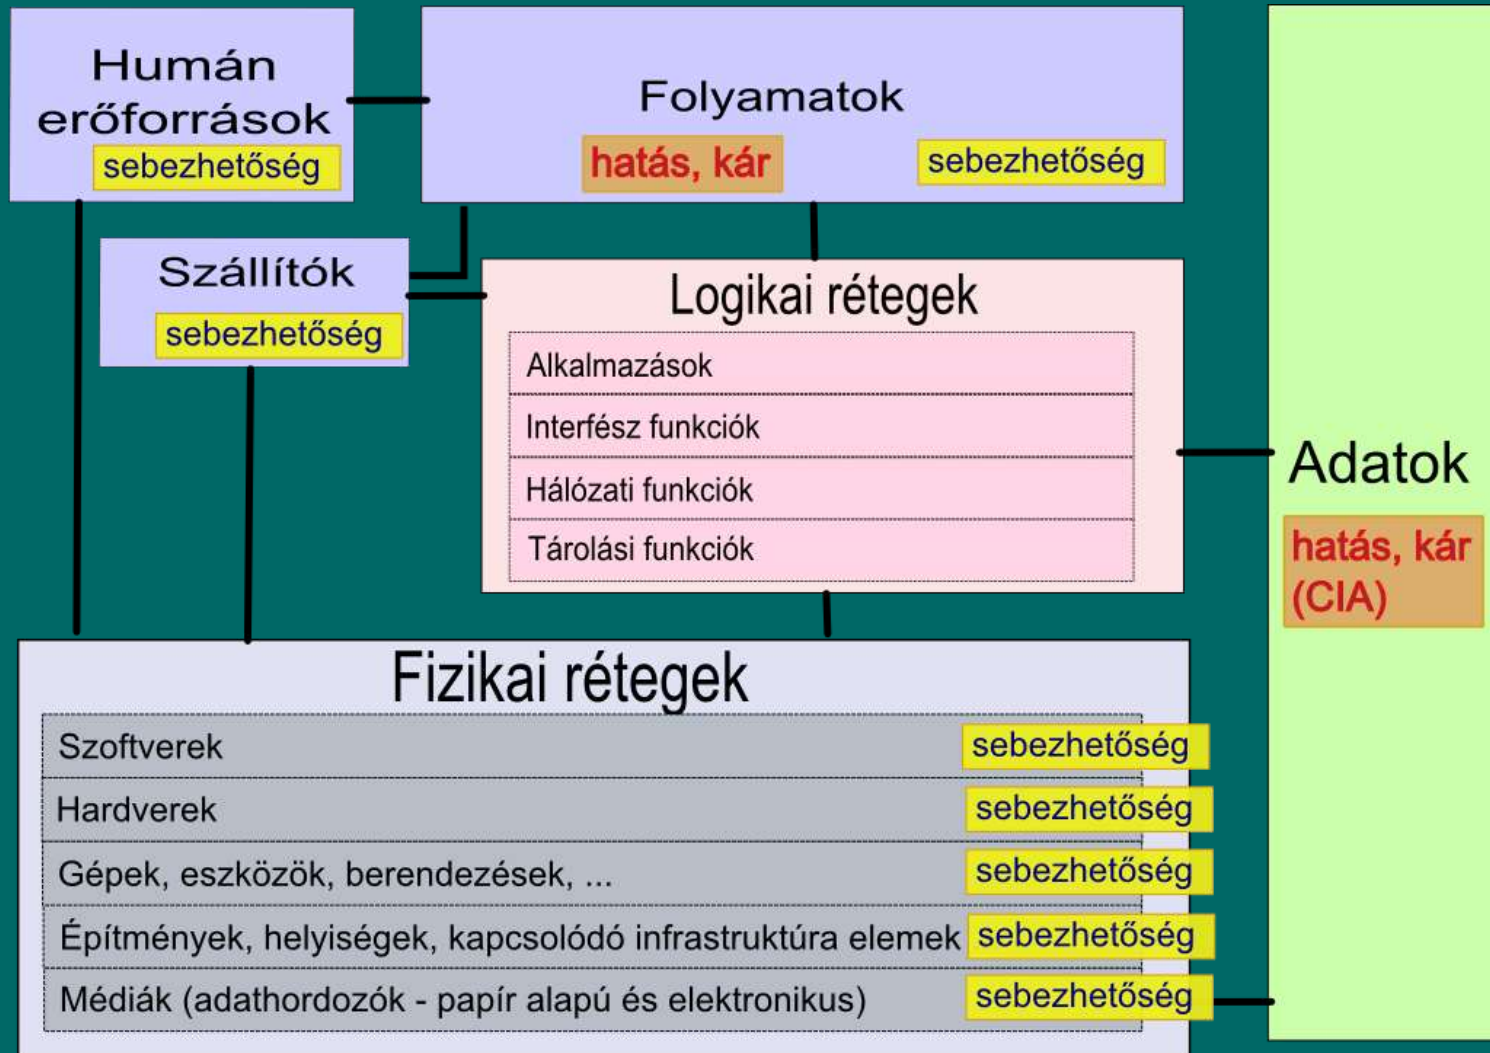 Humán
erőforrások
sebezhetőség
Folyamatok
hatás, kár
sebezhetőség
Szállítók
sebezhetőség
Logikai rétegek
Alkalmazások
Interfész funkciók
Hálózati funkciók
Tárolási funkciók
Adatok
hatás, kár
(CIA)
Fizikai rétegek
Szoftverek
sebezhetőség
Hardverek
sebezhetőség
Gépek, eszközök, berendezések, ...
sebezhetőség
Építmények, helyiségek, kapcsolódó infrastruktúra elemek
sebezhetőség
Médiák (adathordozók - papír alapú és elektronikus)
sebezhetőség